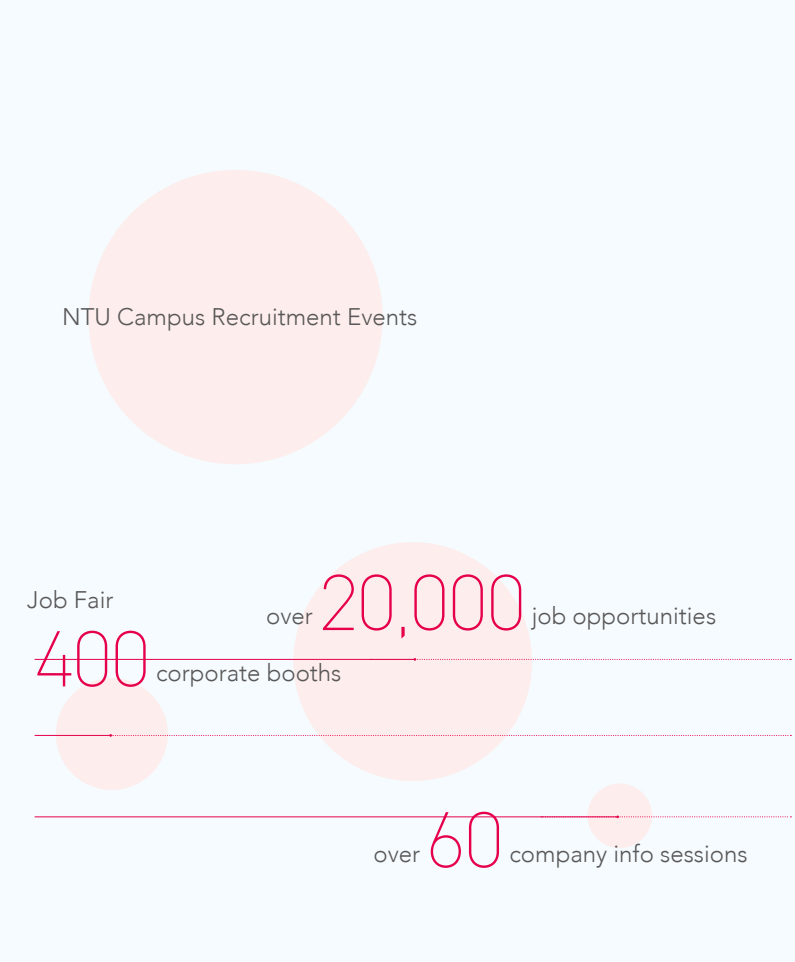 NTU Campus Recruitment Events
Job Fair
400 corporate booths
over 20,000 job opportunities
over 60 company info sessions